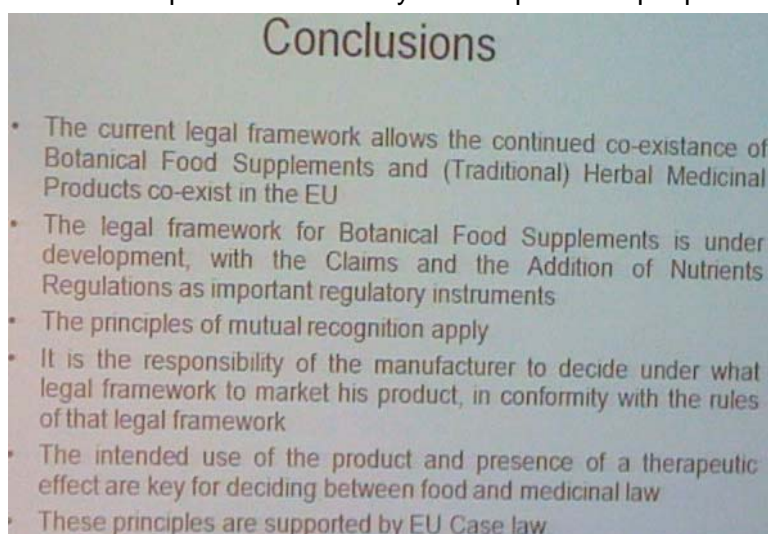 Conclusions
• The current legal framework allows the continued co-existance of
Botanical Food Supplements and (Traditional) Herbal Medicinal
Products co-exist in the EU
• The legal framework for Botanical Food Supplements is under
development, with the Claims and the Addition of Nutrients
Regulations as important regulatory instruments
• The principles of mutual recognition apply
• It is the responsibility of the manufacturer to decide under what
legal framework to market his product, in conformity with the rules
of that legal framework
• The intended use of the product and presence of a therapeutic
effect are key for deciding between food and medicinal law
• These principles are supported by EU Case law